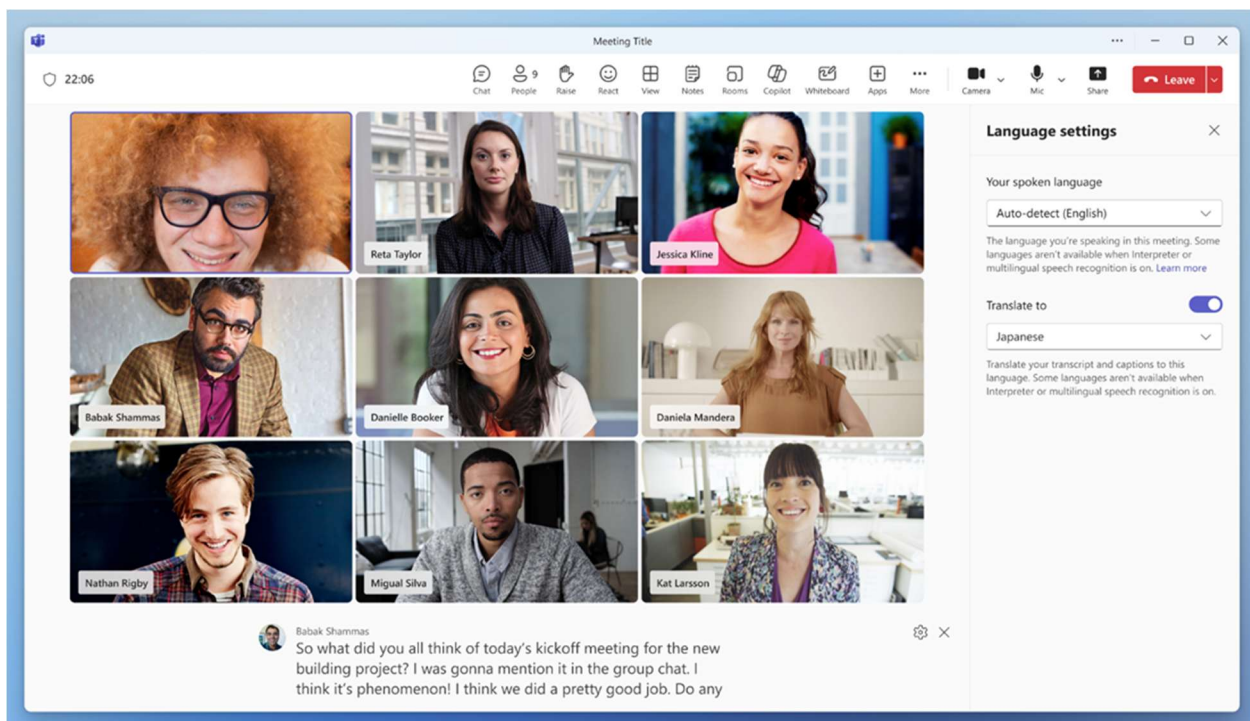 Meeting Title
22:06
Chat
People 9
Raise
React
View
Notes
Rooms
Copilot
Whiteboard
Apps
More
Camera
Mic
Share
Leave
Reta Taylor
Jessica Kline
Babak Shammas
Danielle Booker
Daniela Mandera
Nathan Rigby
Migual Silva
Kat Larsson
Babak Shammas
So what did you all think of today's kickoff meeting for the new
building project? I was gonna mention it in the group chat. I
think it's phenomenon! I think we did a pretty good job. Do any
Language settings
Your spoken language
Auto-detect (English)
The language you're speaking in this meeting. Some
languages aren't available when Interpreter or
multilingual speech recognition is on. Learn more
Translate to
Japanese
Translate your transcript and captions to this
language. Some languages aren't available when
Interpreter or multilingual speech recognition is on.